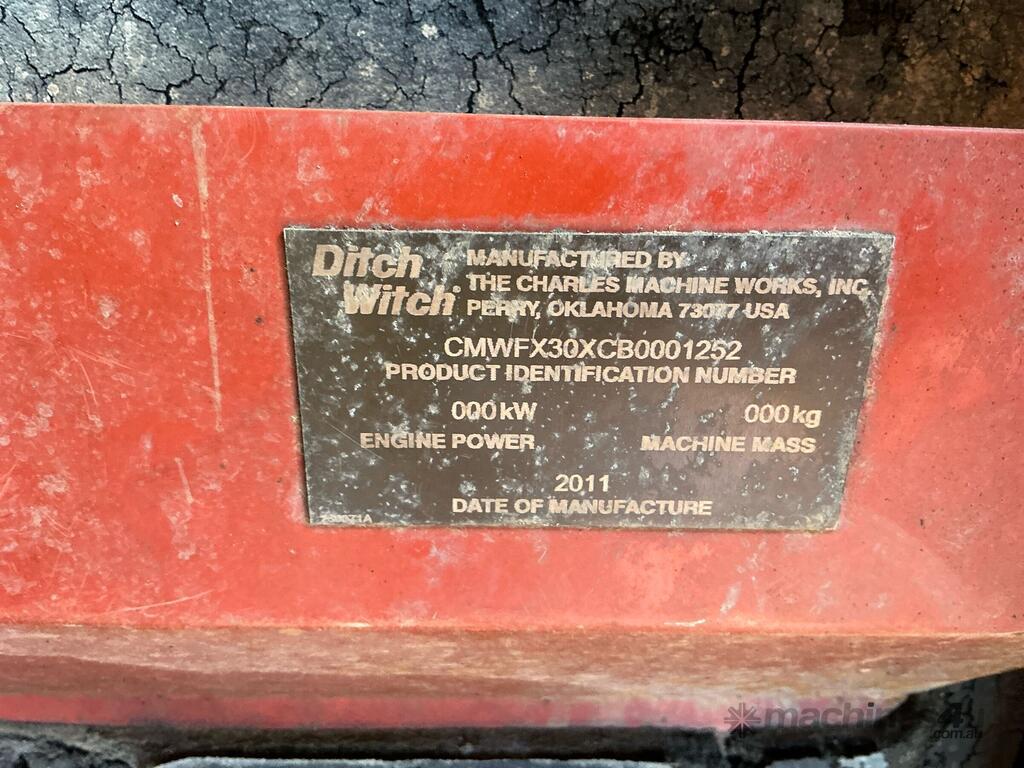 Ditch
Witch®
MANUFACTURED BY
THE CHARLES MACHINE WORKS, INC.
PERRY, OKLAHOMA 73077 USA
CMWFX30XCB0001252
PRODUCT IDENTIFICATION NUMBER
000 kW
000 kg
ENGINE POWER
MACHINE MASS
2011
DATE OF MANUFACTURE